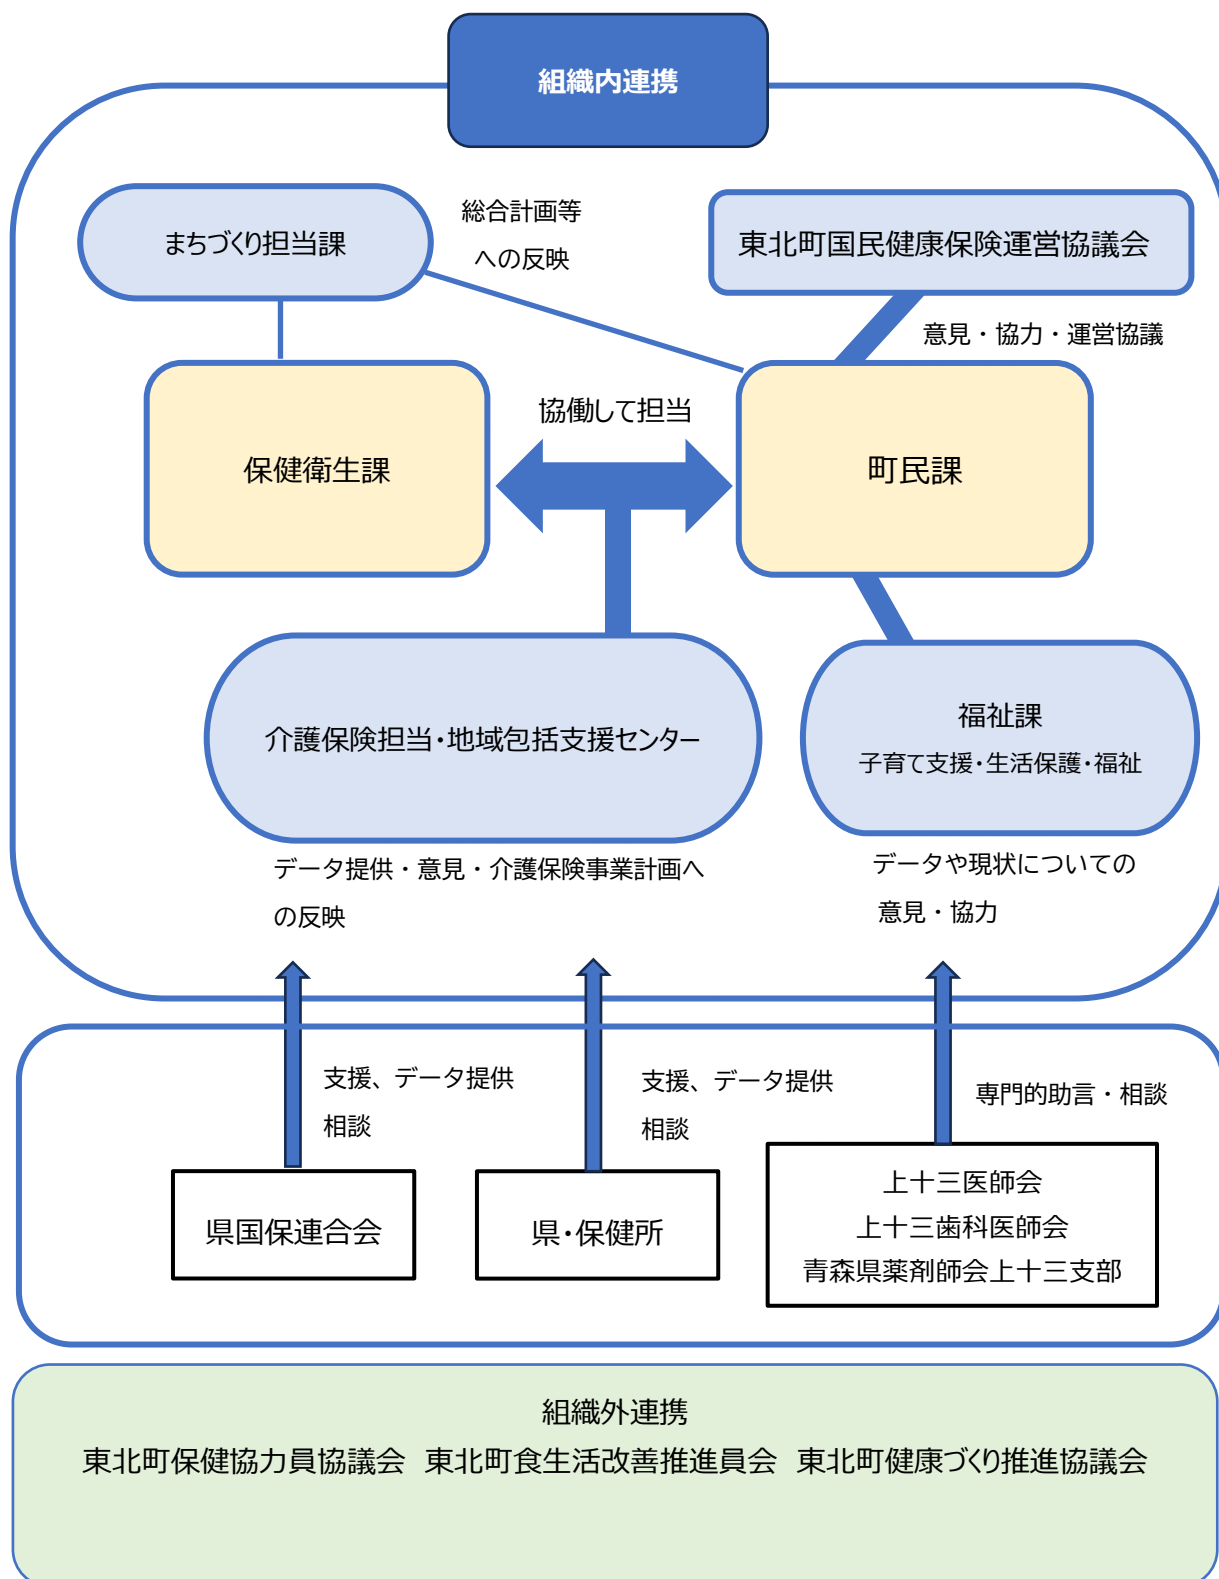 組織内連携
まちづくり担当課
総合計画等
への反映
東北町国民健康保険運営協議会
意見・協力・運営協議
協働して担当
保健衛生課
町民課
介護保険担当・地域包括支援センター
福祉課
子育て支援・生活保護・福祉
データ提供・意見・介護保険事業計画へ
の反映
データや現状についての
意見・協力
支援、データ提供
相談
支援、データ提供
相談
専門的助言・相談
県国保連合会
県・保健所
上十三医師会
上十三歯科医師会
青森県薬剤師会上十三支部
組織外連携
東北町保健協力員協議会 東北町食生活改善推進員会 東北町健康づくり推進協議会